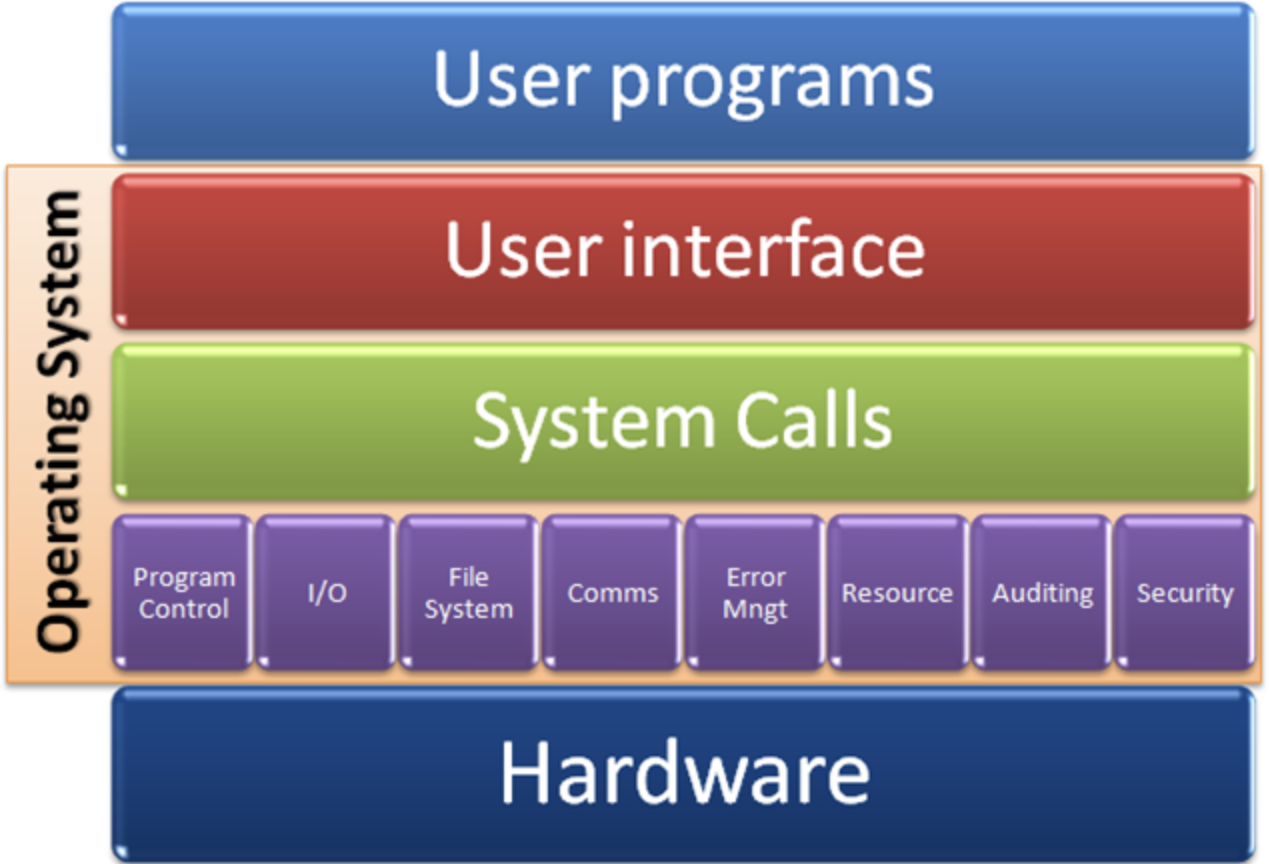 User programs
Operating System
User interface
System Calls
Program
Control
I/O
File
System
Comms
Error
Mngt
Resource
Auditing
Security
Hardware